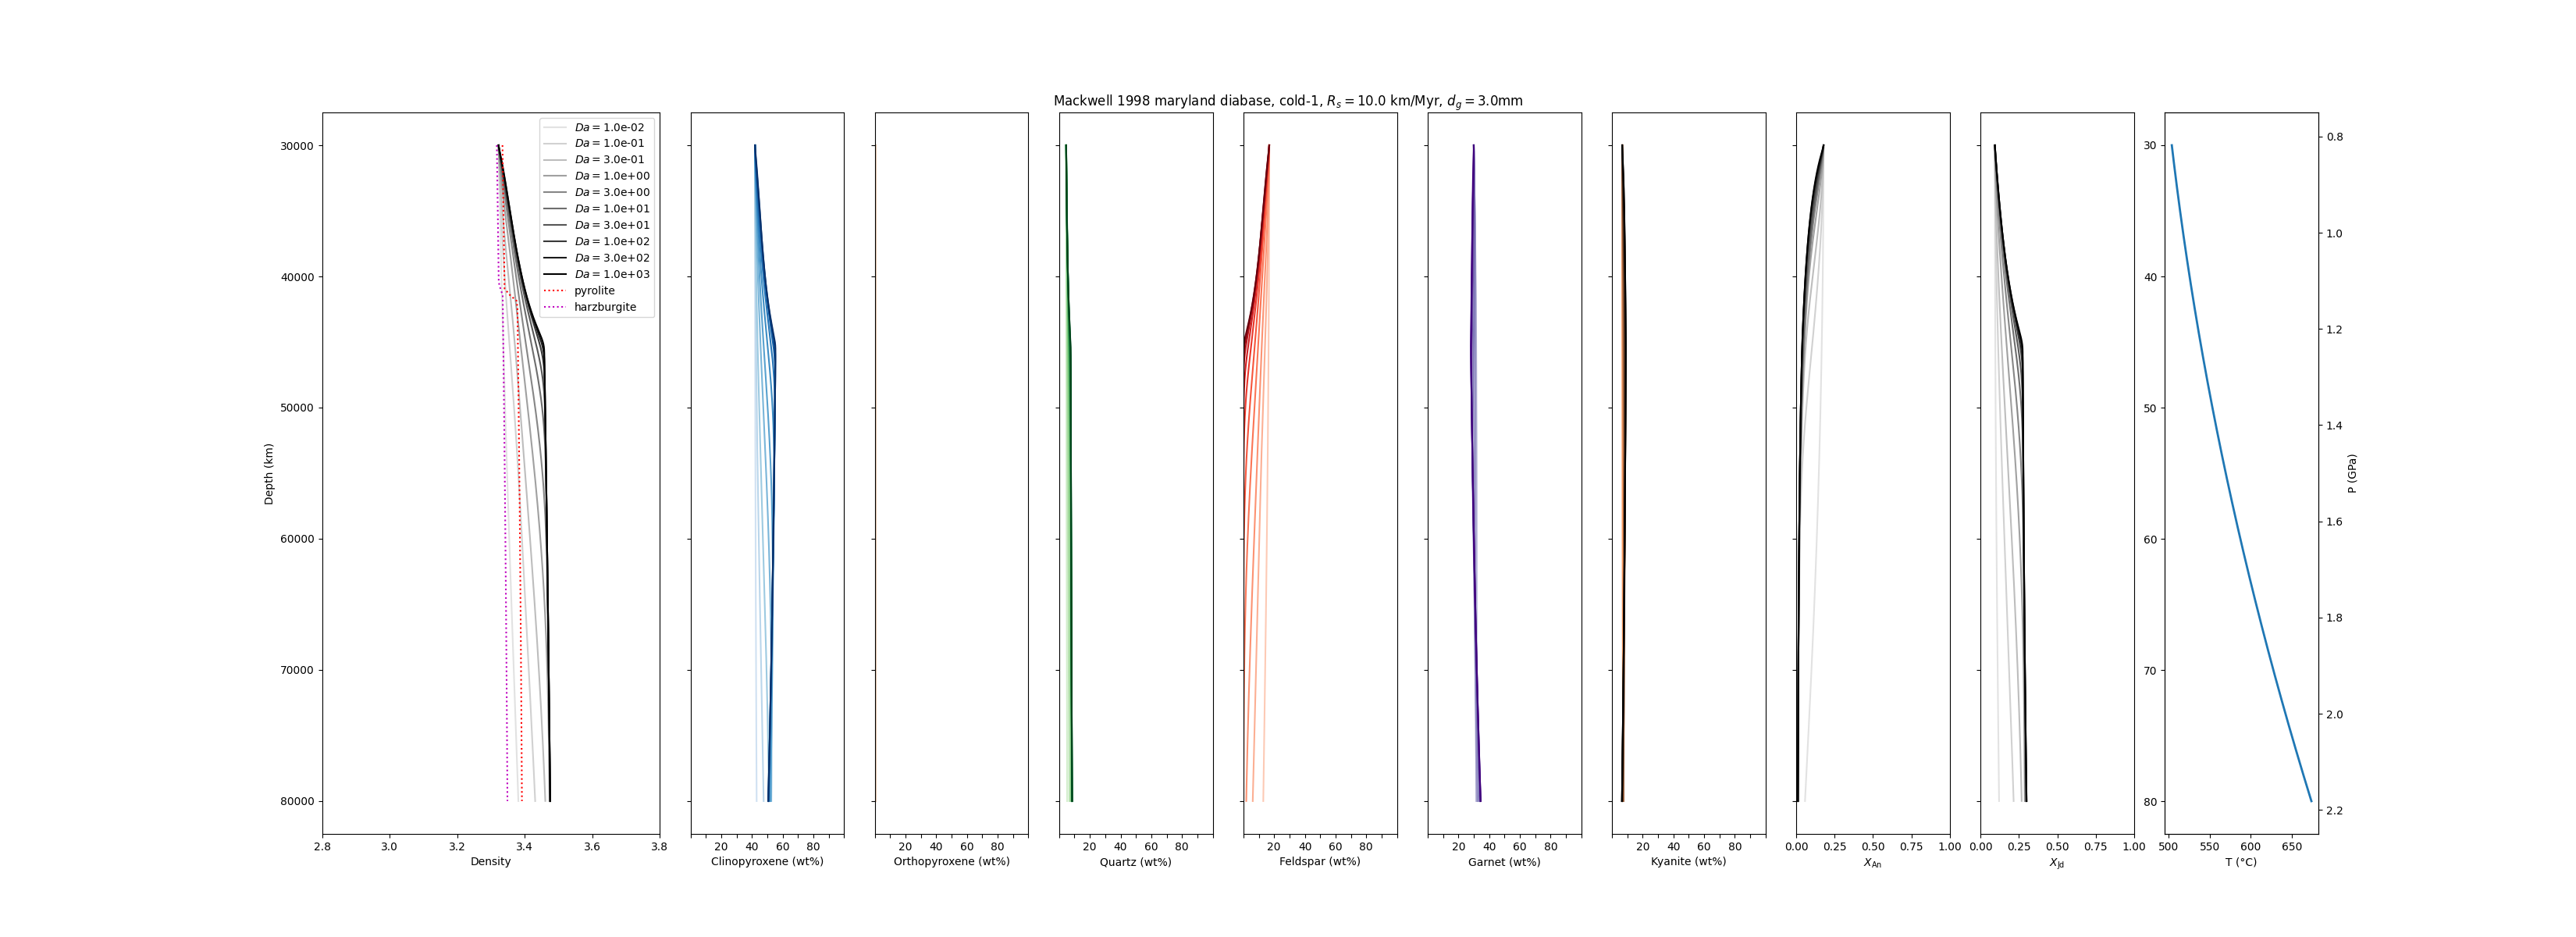 Mackwell 1998 maryland diabase, cold-1, R_s = 10.0 km/Myr, d_g = 3.0mm
Da = 1.0e-02
Da = 1.0e-01
Da = 3.0e-01
Da = 1.0e+00
Da = 3.0e+00
Da = 1.0e+01
Da = 3.0e+01
Da = 1.0e+02
Da = 3.0e+02
Da = 1.0e+03
pyrolite
harzburgite
Depth (km)
30000
40000
50000
60000
70000
80000
2.8 3.0 3.2 3.4 3.6 3.8
Density
20 40 60 80
Clinopyroxene (wt%)
20 40 60 80
Orthopyroxene (wt%)
20 40 60 80
Quartz (wt%)
20 40 60 80
Feldspar (wt%)
20 40 60 80
Garnet (wt%)
20 40 60 80
Kyanite (wt%)
0.00 0.25 0.50 0.75 1.00
X_An
0.00 0.25 0.50 0.75 1.00
X_Jd
30
40
50
60
70
80
500 550 600 650
T (°C)
0.8
1.0
1.2
1.4
1.6
1.8
2.0
2.2
P (GPa)